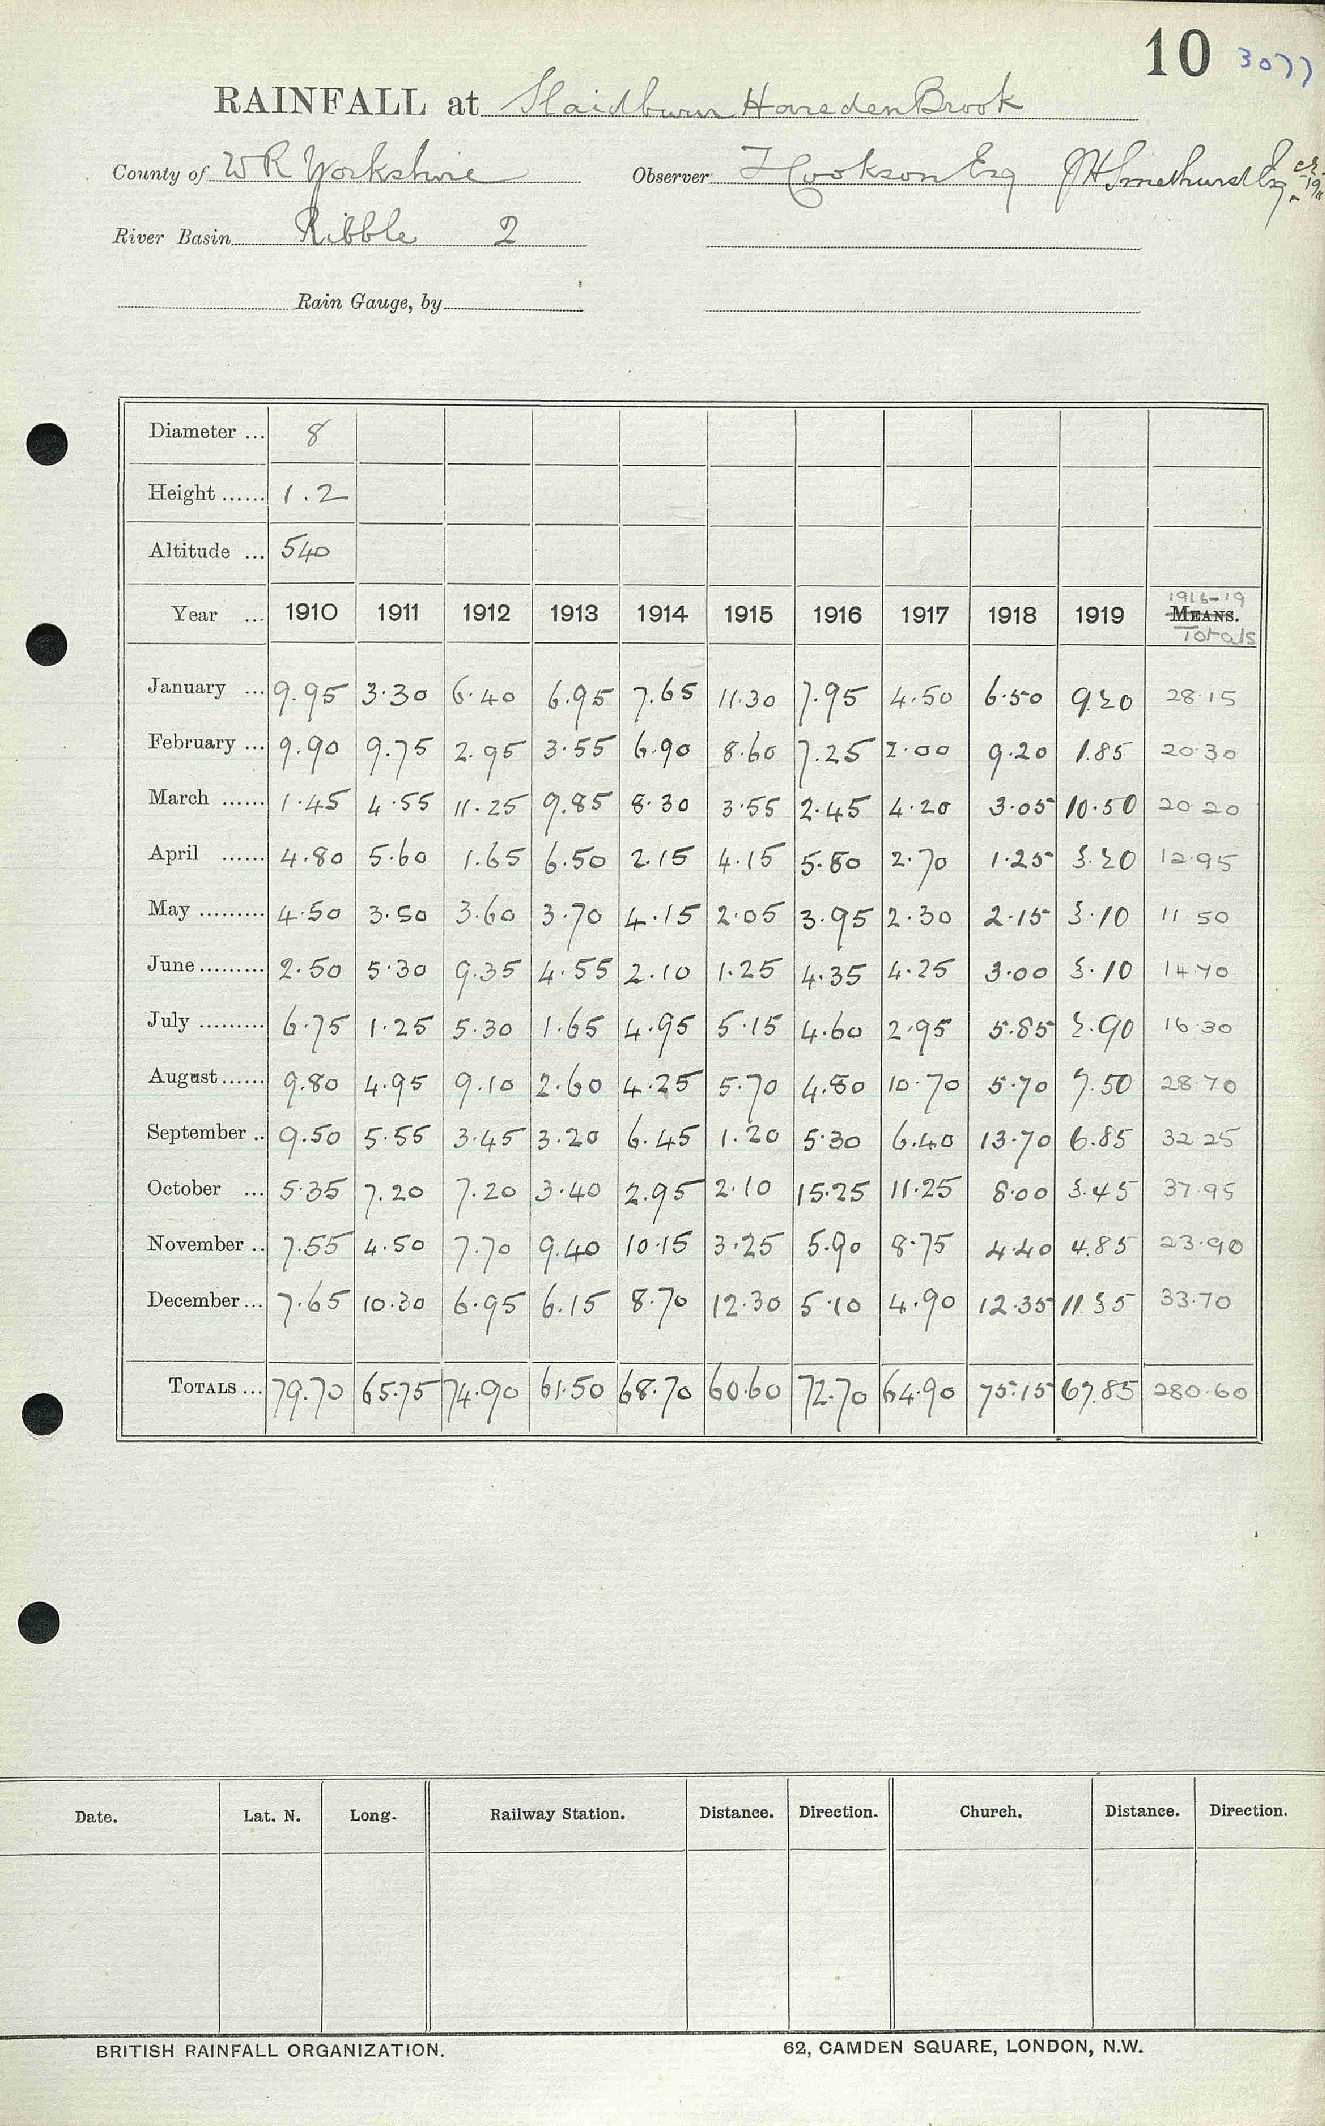 10 3077
RAINFALL at Slaidburn Hareden Brook
County of W R Yorkshire Observer F Cookson Esq J H Smethurst Esq
River Basin Ribble 2
Rain Gauge, by
Diameter ... 8
Height ...... 1.2
Altitude ... 540
Year ... 1910 1911 1912 1913 1914 1915 1916 1917 1918 1919 1916-19 MEANS. Totals
January ... 9.95 3.30 6.40 6.95 7.65 11.30 7.95 4.50 6.50 9.20 28.15
February ... 9.90 9.75 2.95 3.55 6.90 8.60 7.25 2.00 9.20 1.85 20.30
March ...... 1.45 4.55 11.25 9.85 8.30 3.55 2.45 4.20 3.05 10.50 20.20
April ...... 4.80 5.60 1.65 6.50 2.15 4.15 5.80 2.70 1.25 3.20 12.95
May ......... 4.50 3.50 3.60 3.70 4.15 2.05 3.95 2.30 2.15 3.10 11.50
June ......... 2.50 5.30 9.35 4.55 2.10 1.25 4.35 4.25 3.00 3.10 14.70
July ......... 6.75 1.25 5.30 1.65 4.95 5.15 4.60 2.95 5.85 2.90 16.30
August ...... 9.80 4.95 9.10 2.60 4.25 5.70 4.80 10.70 5.70 7.50 28.70
September .. 9.50 5.55 3.45 3.20 6.45 1.20 5.30 6.40 13.70 6.85 32.25
October ... 5.35 7.20 7.20 3.40 2.95 2.10 15.25 11.25 8.00 3.45 37.95
November .. 7.55 4.50 7.70 9.40 10.15 3.25 5.90 8.75 4.40 4.85 23.90
December ... 7.65 10.30 6.95 6.15 8.70 12.30 5.10 4.90 12.35 11.35 33.70
TOTALS ... 79.70 65.75 74.90 61.50 68.70 60.60 72.70 64.90 75.15 67.85 280.60
Date. Lat. N. Long. Railway Station. Distance. Direction. Church. Distance. Direction.
BRITISH RAINFALL ORGANIZATION. 62, CAMDEN SQUARE, LONDON, N.W.